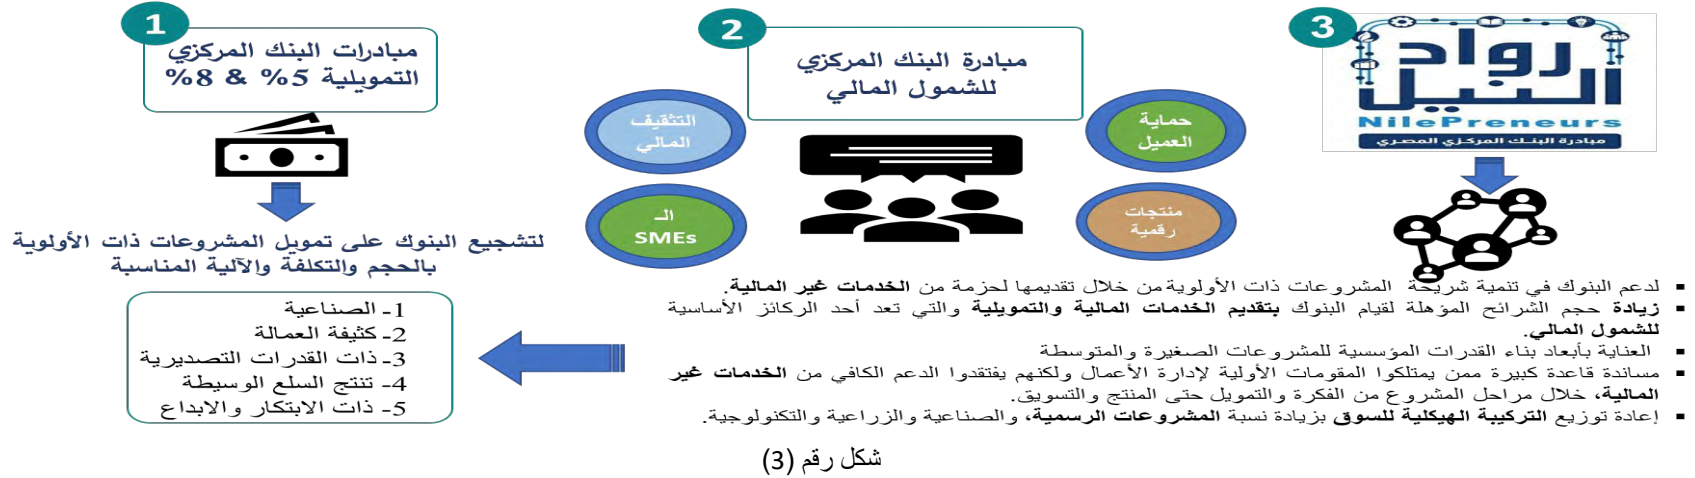 1
مبادرات البنك المركزي
التمويلية 5% & 8%
لتشجيع البنوك على تمويل المشروعات ذات الأولوية
بالحجم والتكلفة والآلية المناسبة
1- الصناعية
2- كثيفة العمالة
3- ذات القدرات التصديرية
4- تنتج السلع الوسيطة
5- ذات الابتكار والابداع
2
مبادرة البنك المركزي
للشمول المالي
التثقيف
المالي
حماية
العميل
الـ
SMEs
منتجات
رقمية
3
رواد
النيل
NilePreneurs
مبادرة البنك المركزي المصري
▪ لدعم البنوك في تنمية شريحة المشروعات ذات الأولوية من خلال تقديمها لحزمة من الخدمات غير المالية.
▪ زيادة حجم الشرائح المؤهلة لقيام البنوك بتقديم الخدمات المالية والتمويلية والتي تعد أحد الركائز الأساسية
للشمول المالي.
▪ العناية بأبعاد بناء القدرات المؤسسية للمشروعات الصغيرة والمتوسطة
▪ مساندة قاعدة كبيرة ممن يمتلكوا المقومات الأولية لإدارة الأعمال ولكنهم يفتقدوا الدعم الكافي من الخدمات غير
المالية، خلال مراحل المشروع من الفكرة والتمويل حتى المنتج والتسويق.
▪ إعادة توزيع التركيبة الهيكلية للسوق بزيادة نسبة المشروعات الرسمية، والصناعية والزراعية والتكنولوجية.
شكل رقم (3)